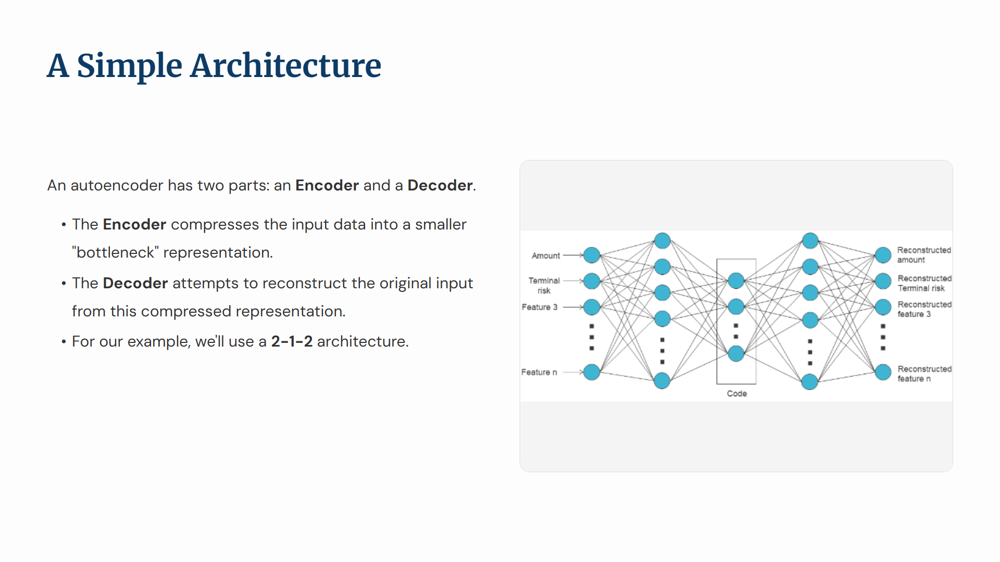 A Simple Architecture
An autoencoder has two parts: an Encoder and a Decoder.
• The Encoder compresses the input data into a smaller
"bottleneck" representation.
• The Decoder attempts to reconstruct the original input
from this compressed representation.
• For our example, we'll use a 2-1-2 architecture.
Amount
Terminal
risk
Feature 3
Feature n
Code
Reconstructed
amount
Reconstructed
Terminal risk
Reconstructed
feature 3
Reconstructed
feature n